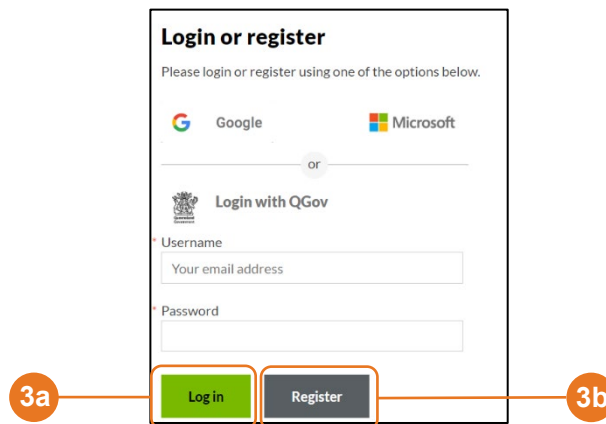 Login or register
Please login or register using one of the options below.
Google Microsoft
or
Login with QGov
* Username
Your email address
* Password
3a Log in Register 3b